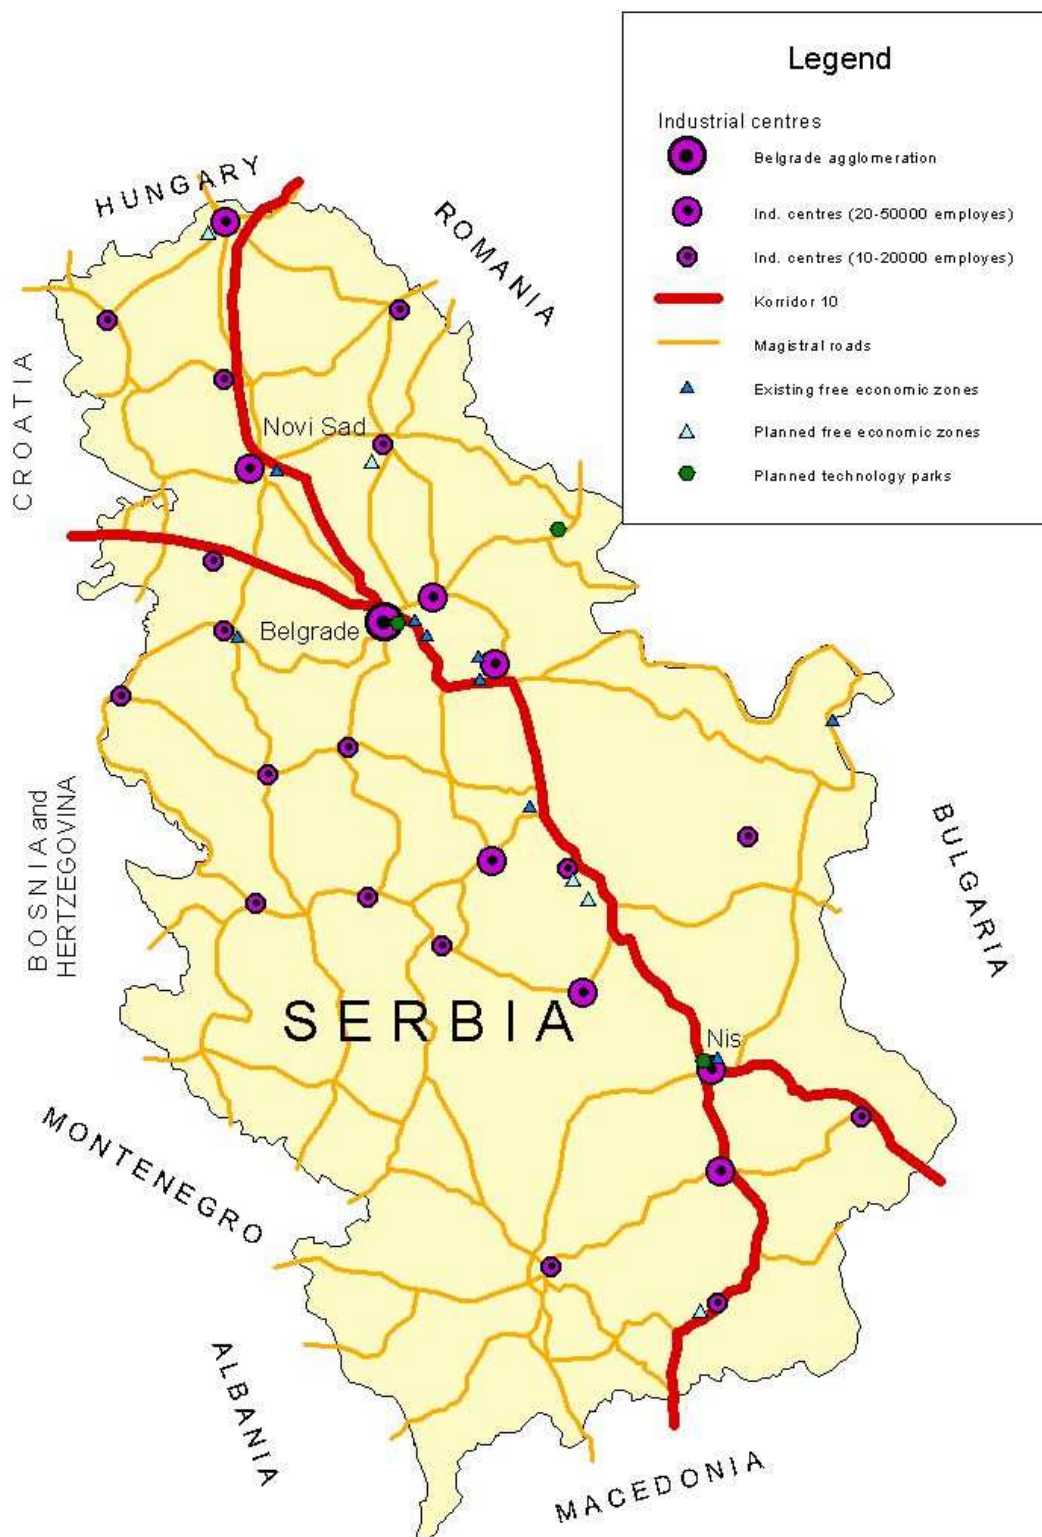 Legend
Industrial centres
Belgrade agglomeration
Ind. centres (20-50000 employes)
Ind. centres (10-20000 employes)
Korridor 10
Magistral roads
Existing free economic zones
Planned free economic zones
Planned technology parks
HUNGARY
ROMANIA
CROATIA
Novi Sad
Belgrade
BOSNIA and
HERTZEGOVINA
BULGARIA
SERBIA
Nis
MONTENEGRO
ALBANIA
MACEDONIA